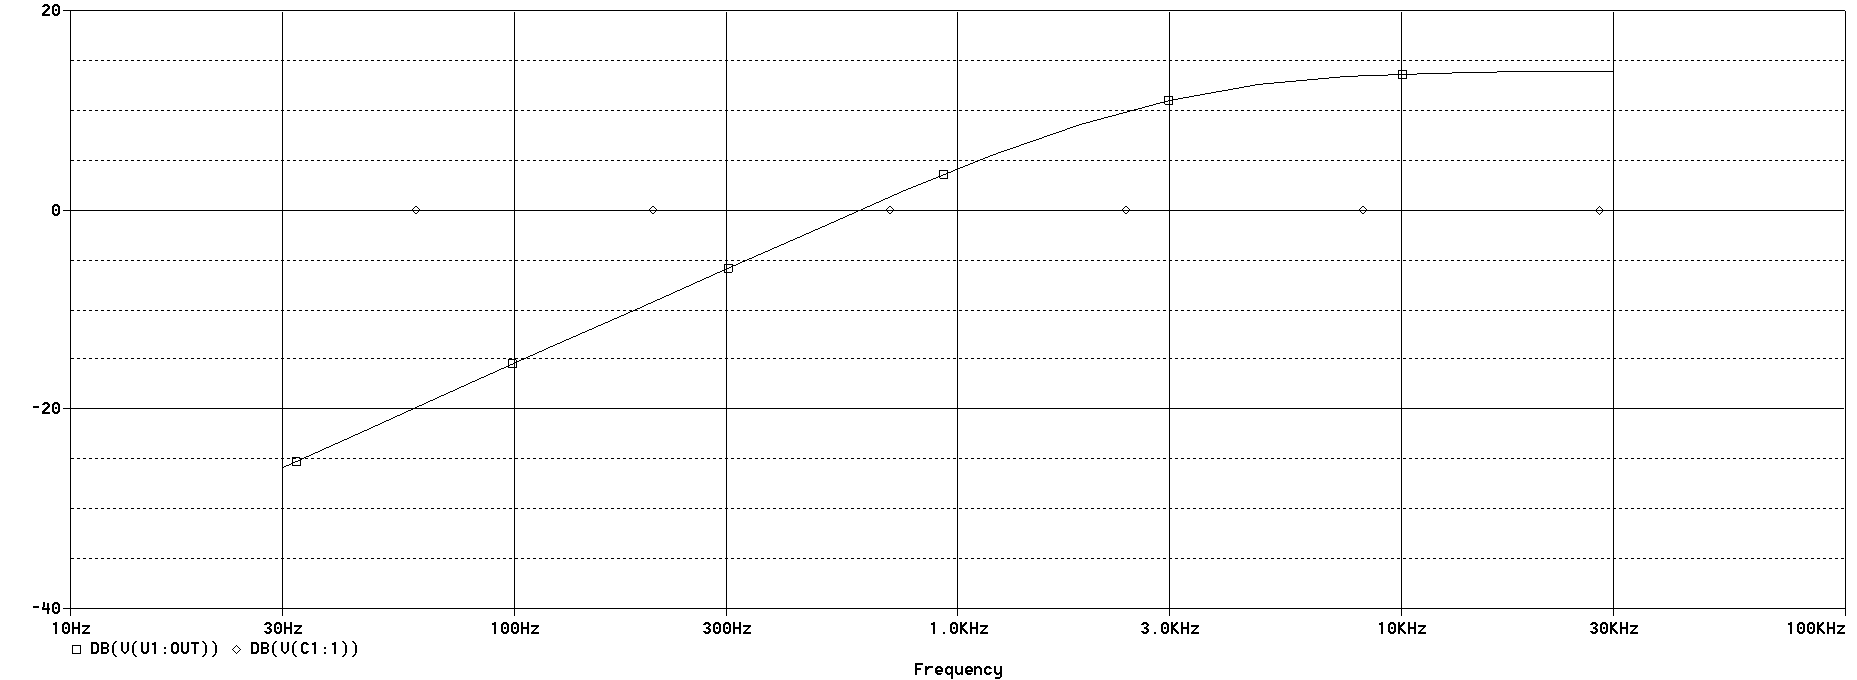 20
0
-20
-40
10Hz 30Hz 100Hz 300Hz 1.0KHz 3.0KHz 10KHz 30KHz 100KHz
DB(V(U1:OUT)) DB(V(C1:1))
Frequency